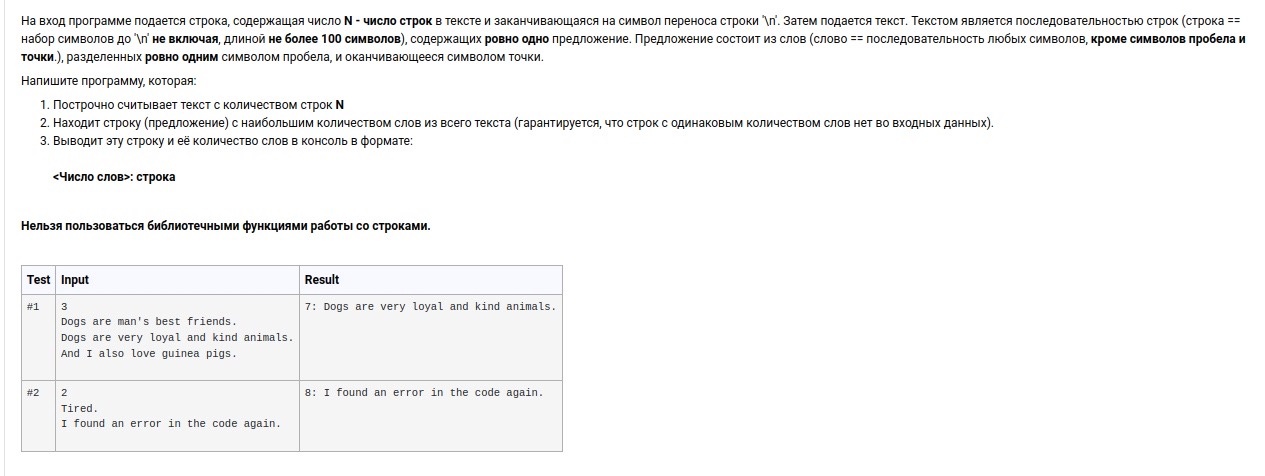 На вход программе подается строка, содержащая число N - число строк в тексте и заканчивающаяся на символ переноса строки '\n'. Затем подается текст. Текстом является последовательностью строк (строка ==
набор символов до '\n' не включая, длиной не более 100 символов), содержащих ровно одно предложение. Предложение состоит из слов (слово == последовательность любых символов, кроме символов пробела и
точки.), разделенных ровно одним символом пробела, и оканчивающееся символом точки.
Напишите программу, которая:
1. Построчно считывает текст с количеством строк N
2. Находит строку (предложение) с наибольшим количеством слов из всего текста (гарантируется, что строк с одинаковым количеством слов нет во входных данных).
3. Выводит эту строку и её количество слов в консоль в формате:
<Число слов>: строка
Нельзя пользоваться библиотечными функциями работы со строками.
Test Input Result
#1 3 7: Dogs are very loyal and kind animals.
Dogs are man's best friends.
Dogs are very loyal and kind animals.
And I also love guinea pigs.
#2 2 8: I found an error in the code again.
Tired.
I found an error in the code again.